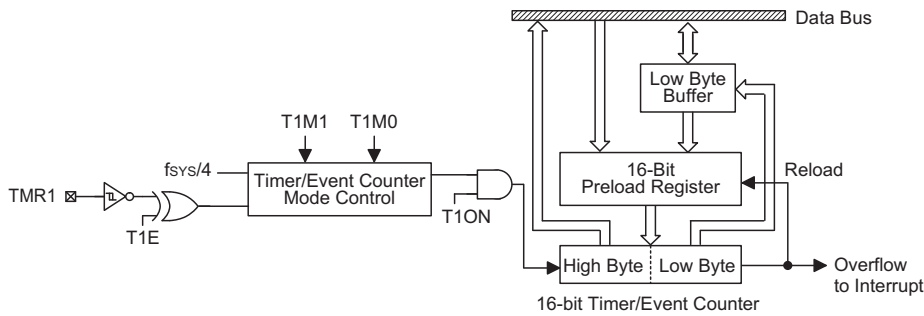 Data Bus
Low Byte
Buffer
T1M1
T1M0
fSYS/4
Timer/Event Counter
Mode Control
16-Bit
Preload Register
Reload
TMR1
T1E
T1ON
High Byte
Low Byte
Overflow
to Interrupt
16-bit Timer/Event Counter